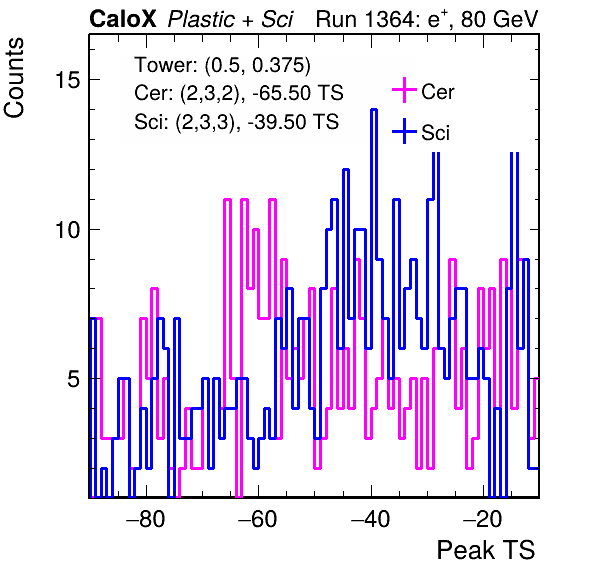 CaloX Plastic + Sci Run 1364: e⁺, 80 GeV
Counts
Tower: (0.5, 0.375)
Cer: (2,3,2), -65.50 TS
Sci: (2,3,3), -39.50 TS
Cer
Sci
15
10
5
−80 −60 −40 −20
Peak TS